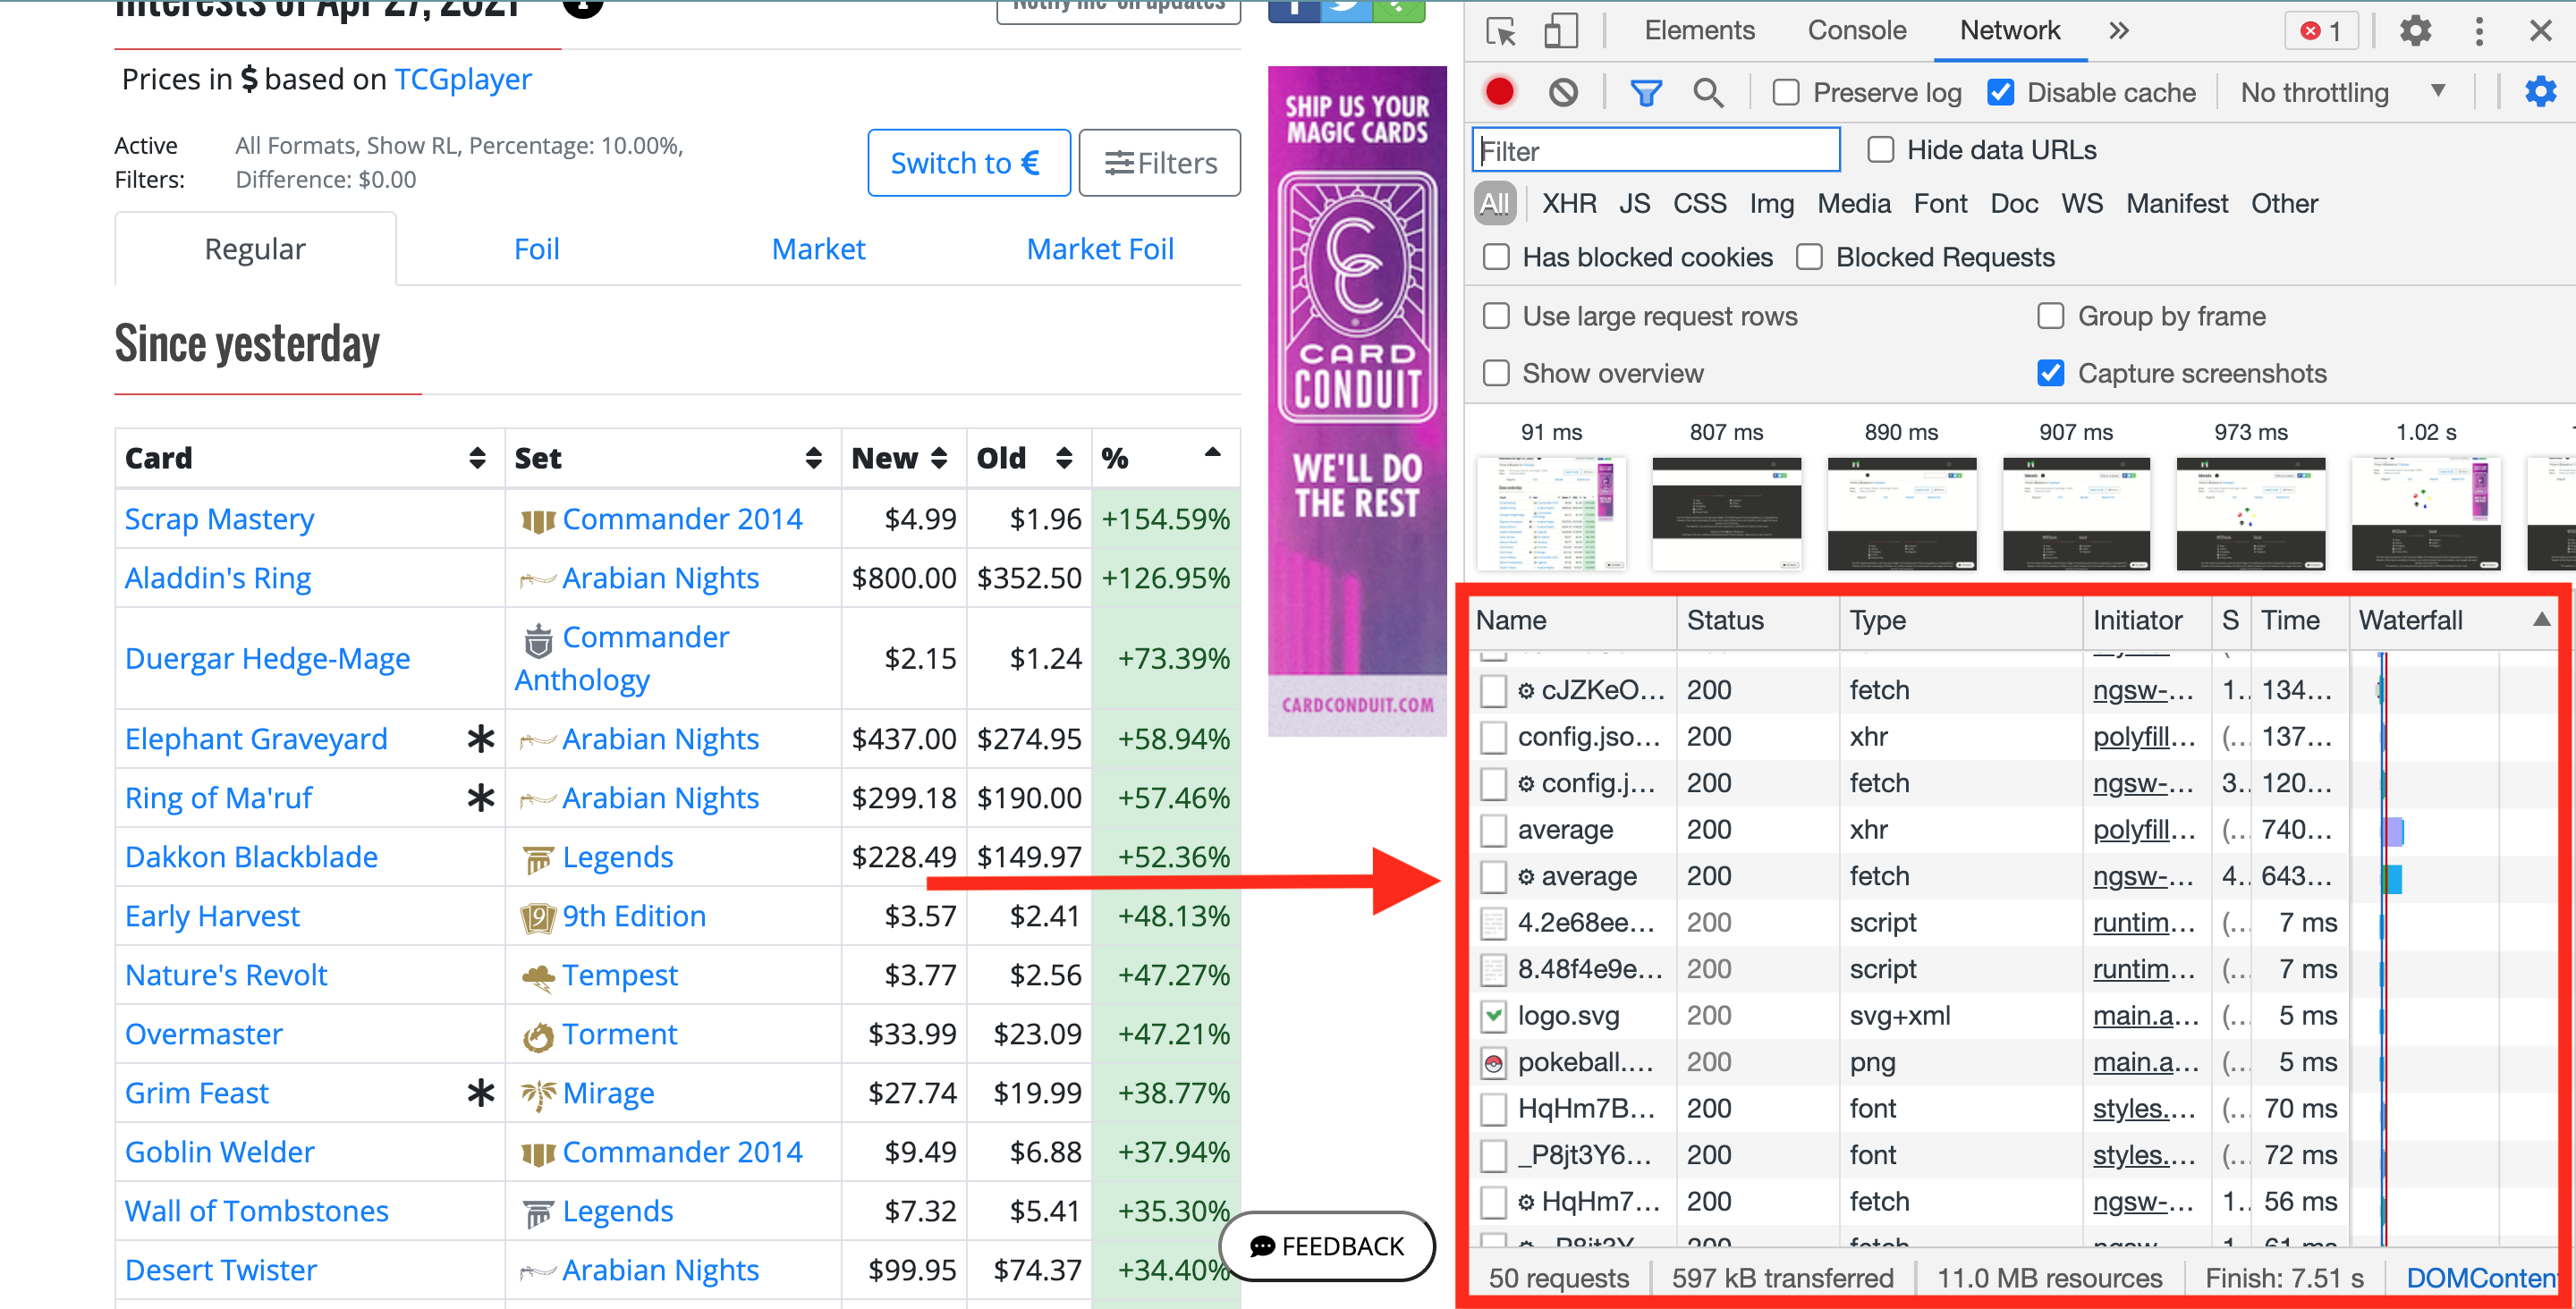 Interests of Apr 27, 2021
Notify me on updates
Prices in $ based on TCGplayer
Active Filters:
All Formats, Show RL, Percentage: 10.00%,
Difference: $0.00
Switch to €
Filters
Regular Foil Market Market Foil
Since yesterday
Card Set New Old %
Scrap Mastery Commander 2014 $4.99 $1.96 +154.59%
Aladdin's Ring Arabian Nights $800.00 $352.50 +126.95%
Duergar Hedge-Mage Commander Anthology $2.15 $1.24 +73.39%
Elephant Graveyard * Arabian Nights $437.00 $274.95 +58.94%
Ring of Ma'ruf * Arabian Nights $299.18 $190.00 +57.46%
Dakkon Blackblade Legends $228.49 $149.97 +52.36%
Early Harvest 9th Edition $3.57 $2.41 +48.13%
Nature's Revolt Tempest $3.77 $2.56 +47.27%
Overmaster Torment $33.99 $23.09 +47.21%
Grim Feast * Mirage $27.74 $19.99 +38.77%
Goblin Welder Commander 2014 $9.49 $6.88 +37.94%
Wall of Tombstones Legends $7.32 $5.41 +35.30%
Desert Twister Arabian Nights $99.95 $74.37 +34.40%
FEEDBACK
SHIP US YOUR
MAGIC CARDS
CARD
CONDUIT
WE'LL DO
THE REST
CARDCONDUIT.COM
Elements Console Network » 1
Preserve log Disable cache No throttling
Filter
Hide data URLs
All XHR JS CSS Img Media Font Doc WS Manifest Other
Has blocked cookies Blocked Requests
Use large request rows Group by frame
Show overview Capture screenshots
91 ms 807 ms 890 ms 907 ms 973 ms 1.02 s
Name Status Type Initiator S Time Waterfall
cJZKeO... 200 fetch ngsw-... 1.. 134...
config.jso... 200 xhr polyfill... (... 137...
config.j... 200 fetch ngsw-... 3.. 120...
average 200 xhr polyfill... (... 740...
average 200 fetch ngsw-... 4.. 643...
4.2e68ee... 200 script runtim... (... 7 ms
8.48f4e9e... 200 script runtim... (... 7 ms
logo.svg 200 svg+xml main.a... (... 5 ms
pokeball.... 200 png main.a... (... 5 ms
HqHm7B... 200 font styles.... (... 70 ms
_P8jt3Y6... 200 font styles.... (... 72 ms
HqHm7... 200 fetch ngsw-... 1.. 56 ms
50 requests 597 kB transferred 11.0 MB resources Finish: 7.51 s DOMConten